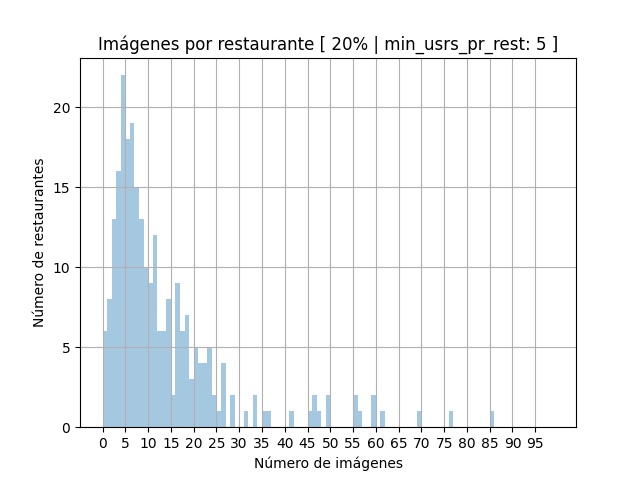 Imágenes por restaurante [ 20% | min_usrs_pr_rest: 5 ]
Número de restaurantes
20
15
10
5
0
0 5 10 15 20 25 30 35 40 45 50 55 60 65 70 75 80 85 90 95
Número de imágenes